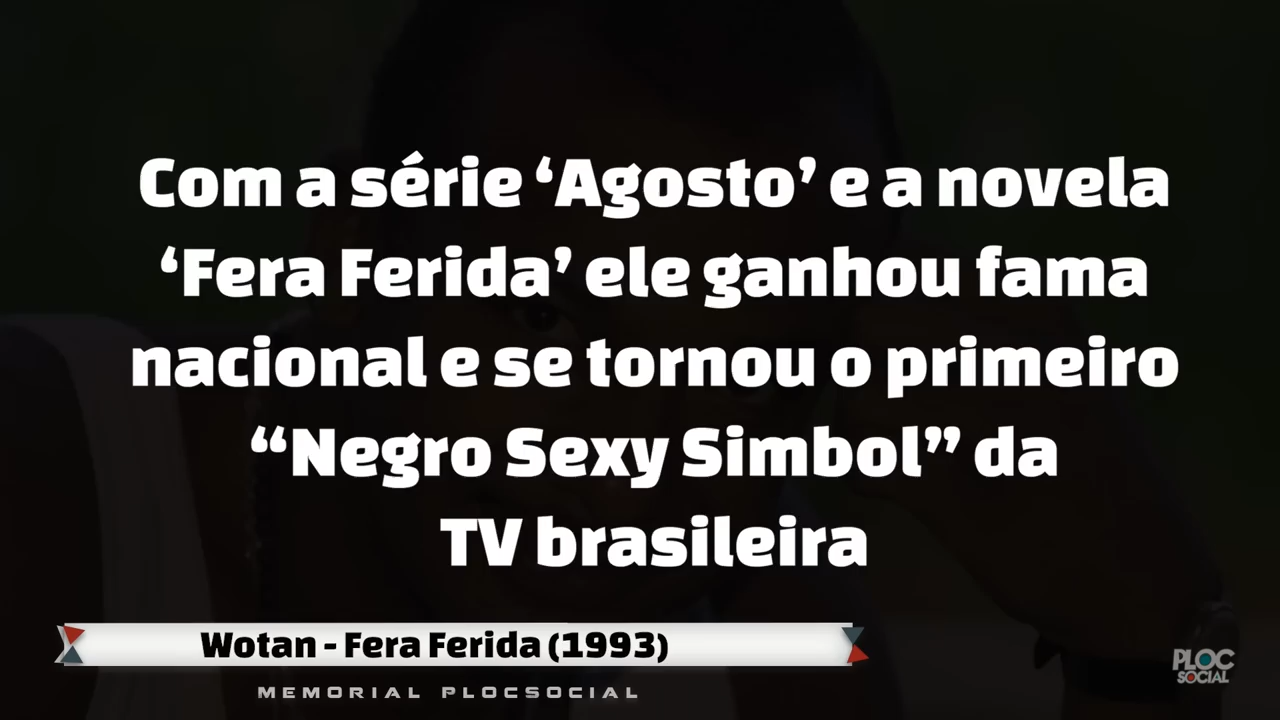 Com a série ‘Agosto’ e a novela
‘Fera Ferida’ ele ganhou fama
nacional e se tornou o primeiro
“Negro Sexy Simbol” da
TV brasileira
Wotan - Fera Ferida (1993)
MEMORIAL PLOCSOCIAL
PLOC
SOCIAL